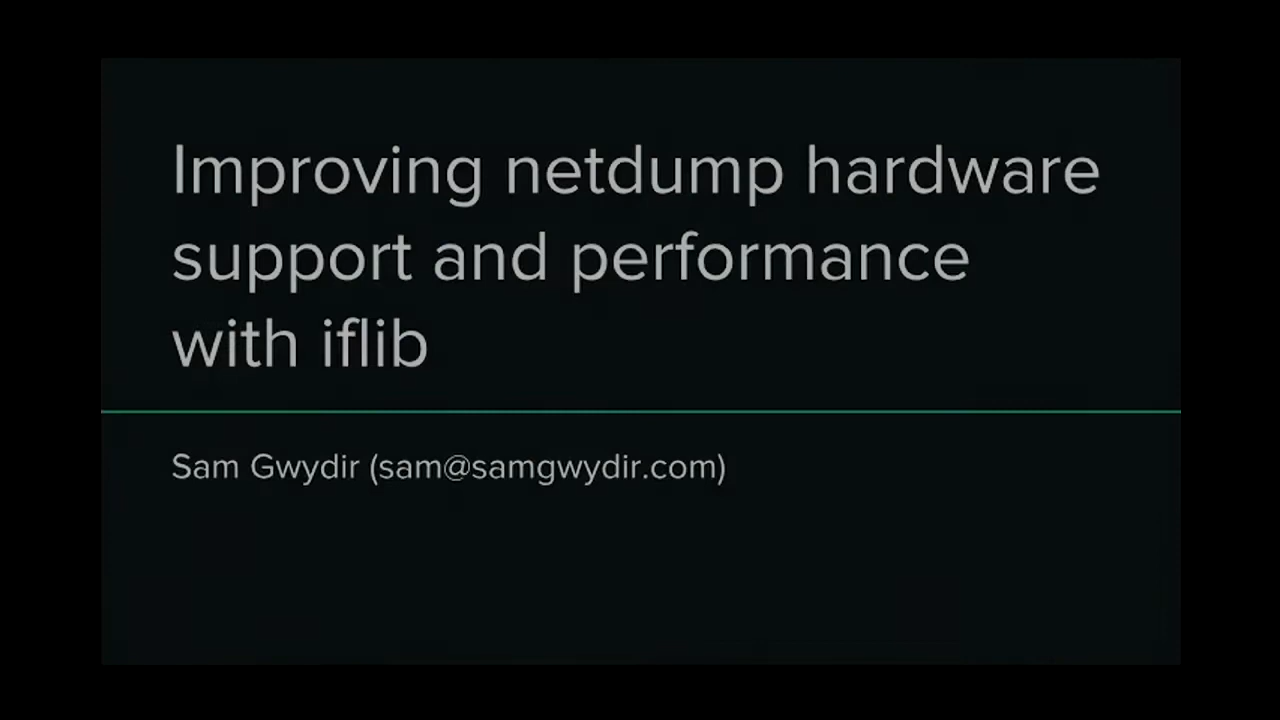 Improving netdump hardware
support and performance
with iflib
Sam Gwydir (sam@samgwydir.com)